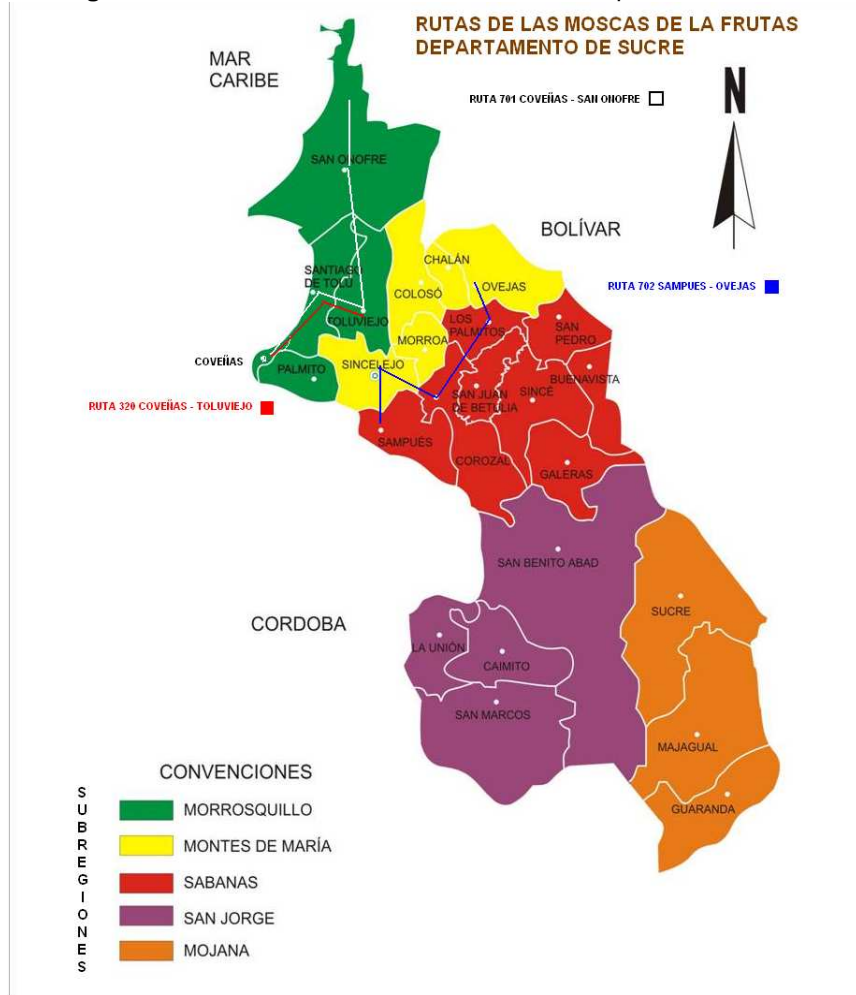 RUTAS DE LAS MOSCAS DE LA FRUTAS
DEPARTAMENTO DE SUCRE
MAR
CARIBE
RUTA 701 COVEÑAS - SAN ONOFRE
N
SAN ONOFRE
BOLÍVAR
CHALÁN
SANTIAGO
DE TOLÚ
COLOSÓ
OVEJAS
RUTA 702 SAMPUES - OVEJAS
TOLUVIEJO
LOS
PALMITOS
SAN
PEDRO
MORROA
COVEÑAS
PALMITO
SINCELEJO
BUENAVISTA
SAN JUAN
DE BETULIA
SINCÉ
RUTA 320 COVEÑAS - TOLUVIEJO
SAMPUÉS
COROZAL
GALERAS
SAN BENITO ABAD
CORDOBA
SUCRE
LA UNIÓN
CAIMITO
SAN MARCOS
MAJAGUAL
GUARANDA
CONVENCIONES
SUBREGIONES
MORROSQUILLO
MONTES DE MARÍA
SABANAS
SAN JORGE
MOJANA